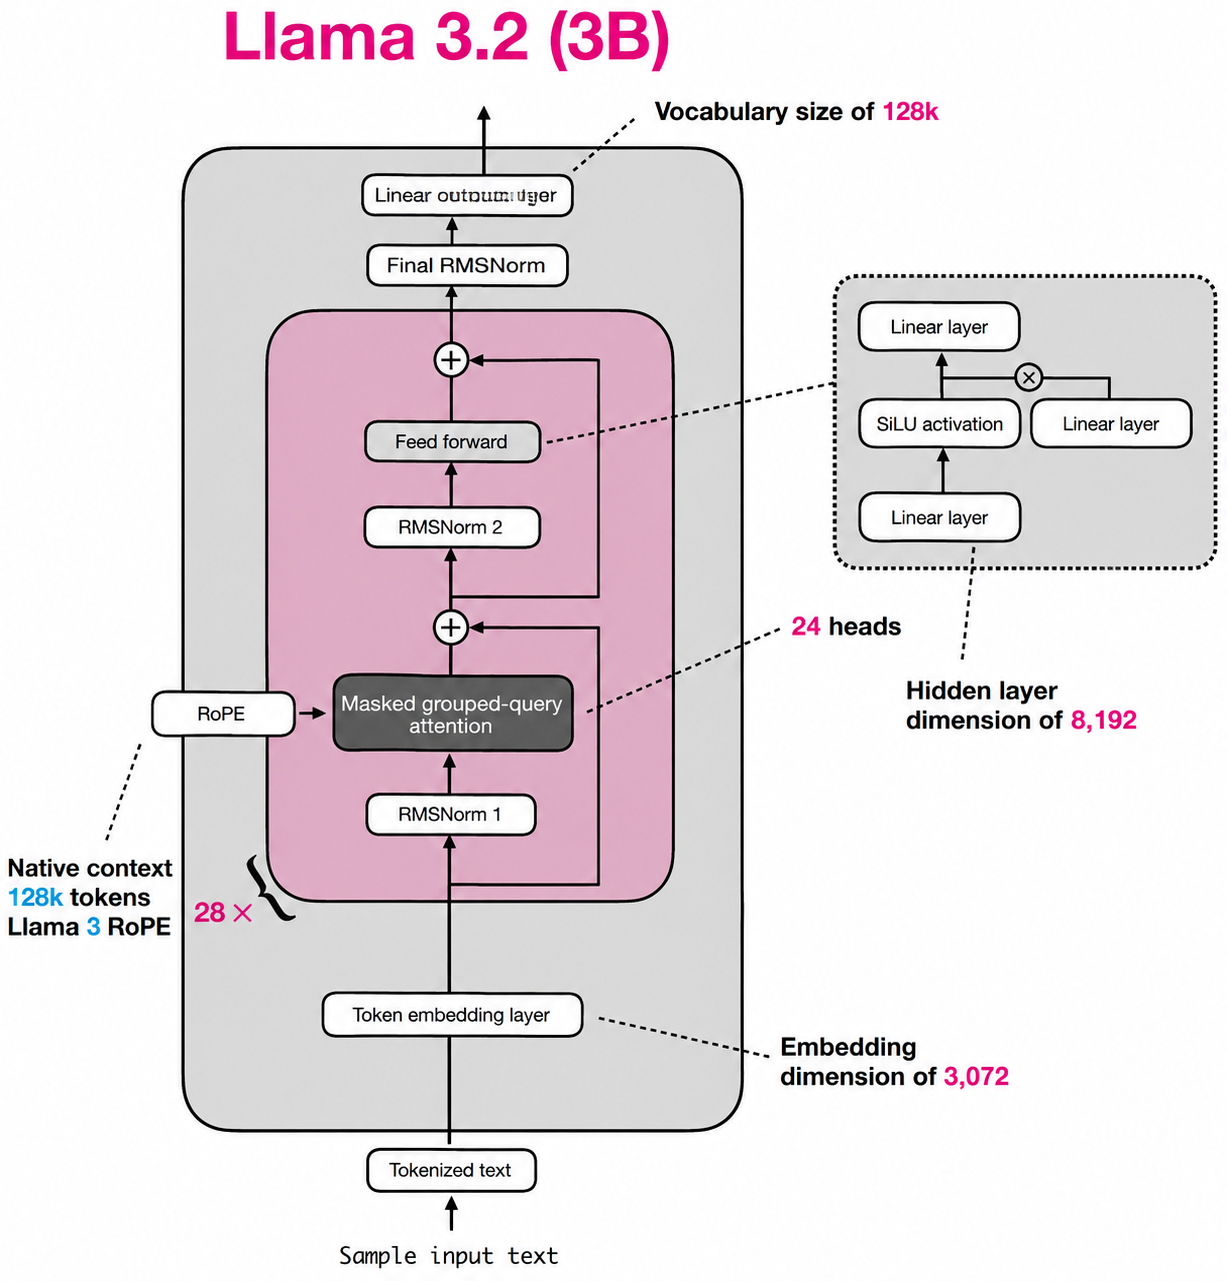 Llama 3.2 (3B)
Vocabulary size of 128k
Linear
Final RMSNorm
Linear layer
SiLU activation
Linear layer
Linear layer
Feed forward
RMSNorm 2
24 heads
Hidden layer
dimension of 8,192
RoPE
Masked grouped-query
attention
RMSNorm 1
Native context
128k tokens
Llama 3 RoPE
28 ×
Token embedding layer
Embedding
dimension of 3,072
Tokenized text
Sample input text